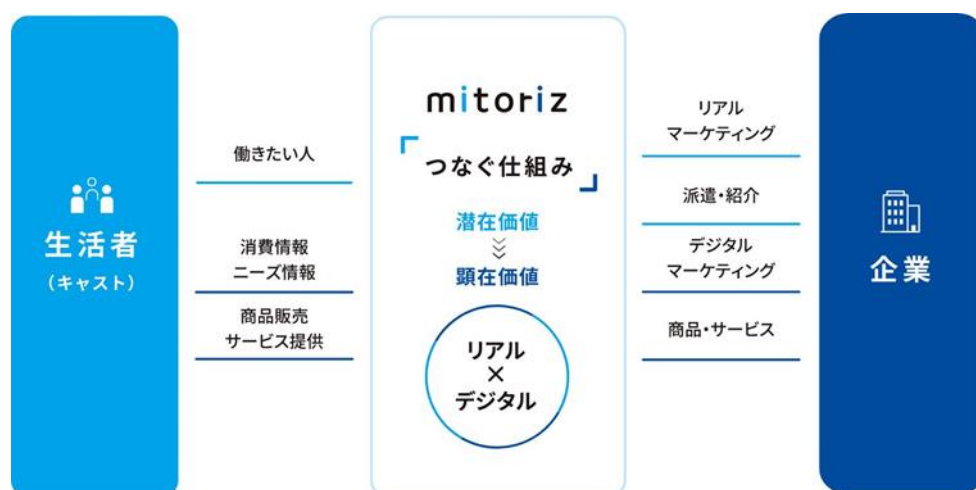 生活者
(キャスト)
働きたい人
消費情報
ニーズ情報
商品販売
サービス提供
mitoriz
「つなぐ仕組み」
潜在価値
顕在価値
リアル
×
デジタル
リアル
マーケティング
派遣・紹介
デジタル
マーケティング
商品・サービス
企業